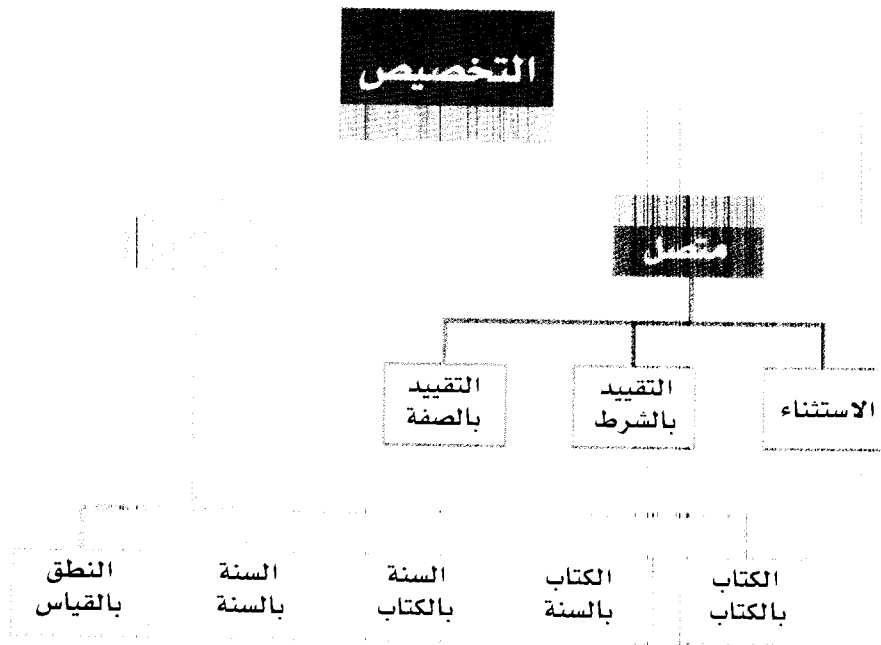 التخصيص
متصل
الاستثناء
التقييد
بالشرط
التقييد
بالصفة
الكتاب
بالكتاب
الكتاب
بالسنة
السنة
بالكتاب
السنة
بالسنة
النطق
بالقياس